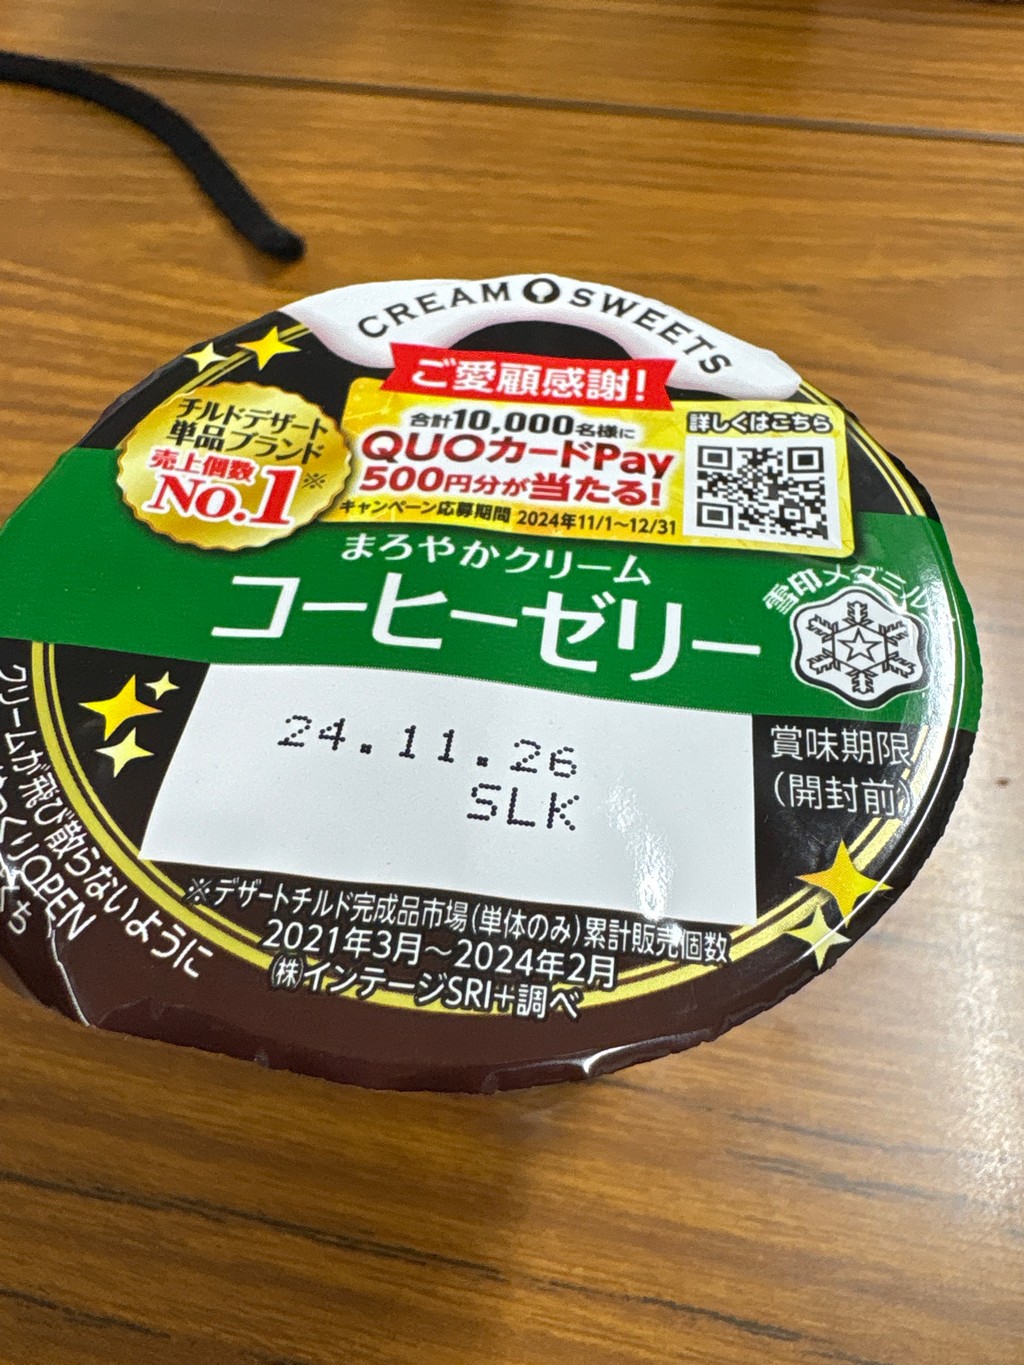 CREAM SWEETS
ご愛顧感謝!
合計10,000名様に
QUOカードPay
500円分が当たる!
キャンペーン応募期間 2024年11/1~12/31
詳しくはこちら
チルドデザート
単品ブランド
売上個数
No.1※
まろやかクリーム
コーヒーゼリー
雪印メグミル
24.11.26
SLK
賞味期限
(開封前)
※デザートチルド完成品市場(単体のみ)累計販売個数
2021年3月~2024年2月
(株)インテージSRI+調べ
クリームが飛び散らないように
OPEN